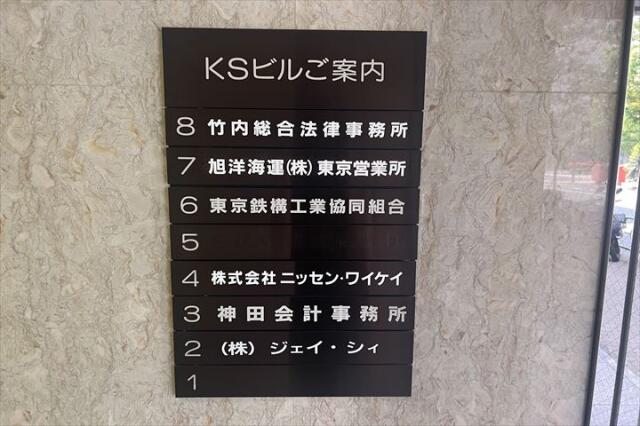 KSビルご案内
8 竹内総合法律事務所
7 旭洋海運(株)東京営業所
6 東京鉄構工業協同組合
5
4 株式会社ニッセン・ワイケイ
3 神田会計事務所
2 (株) ジェイ・シィ
1